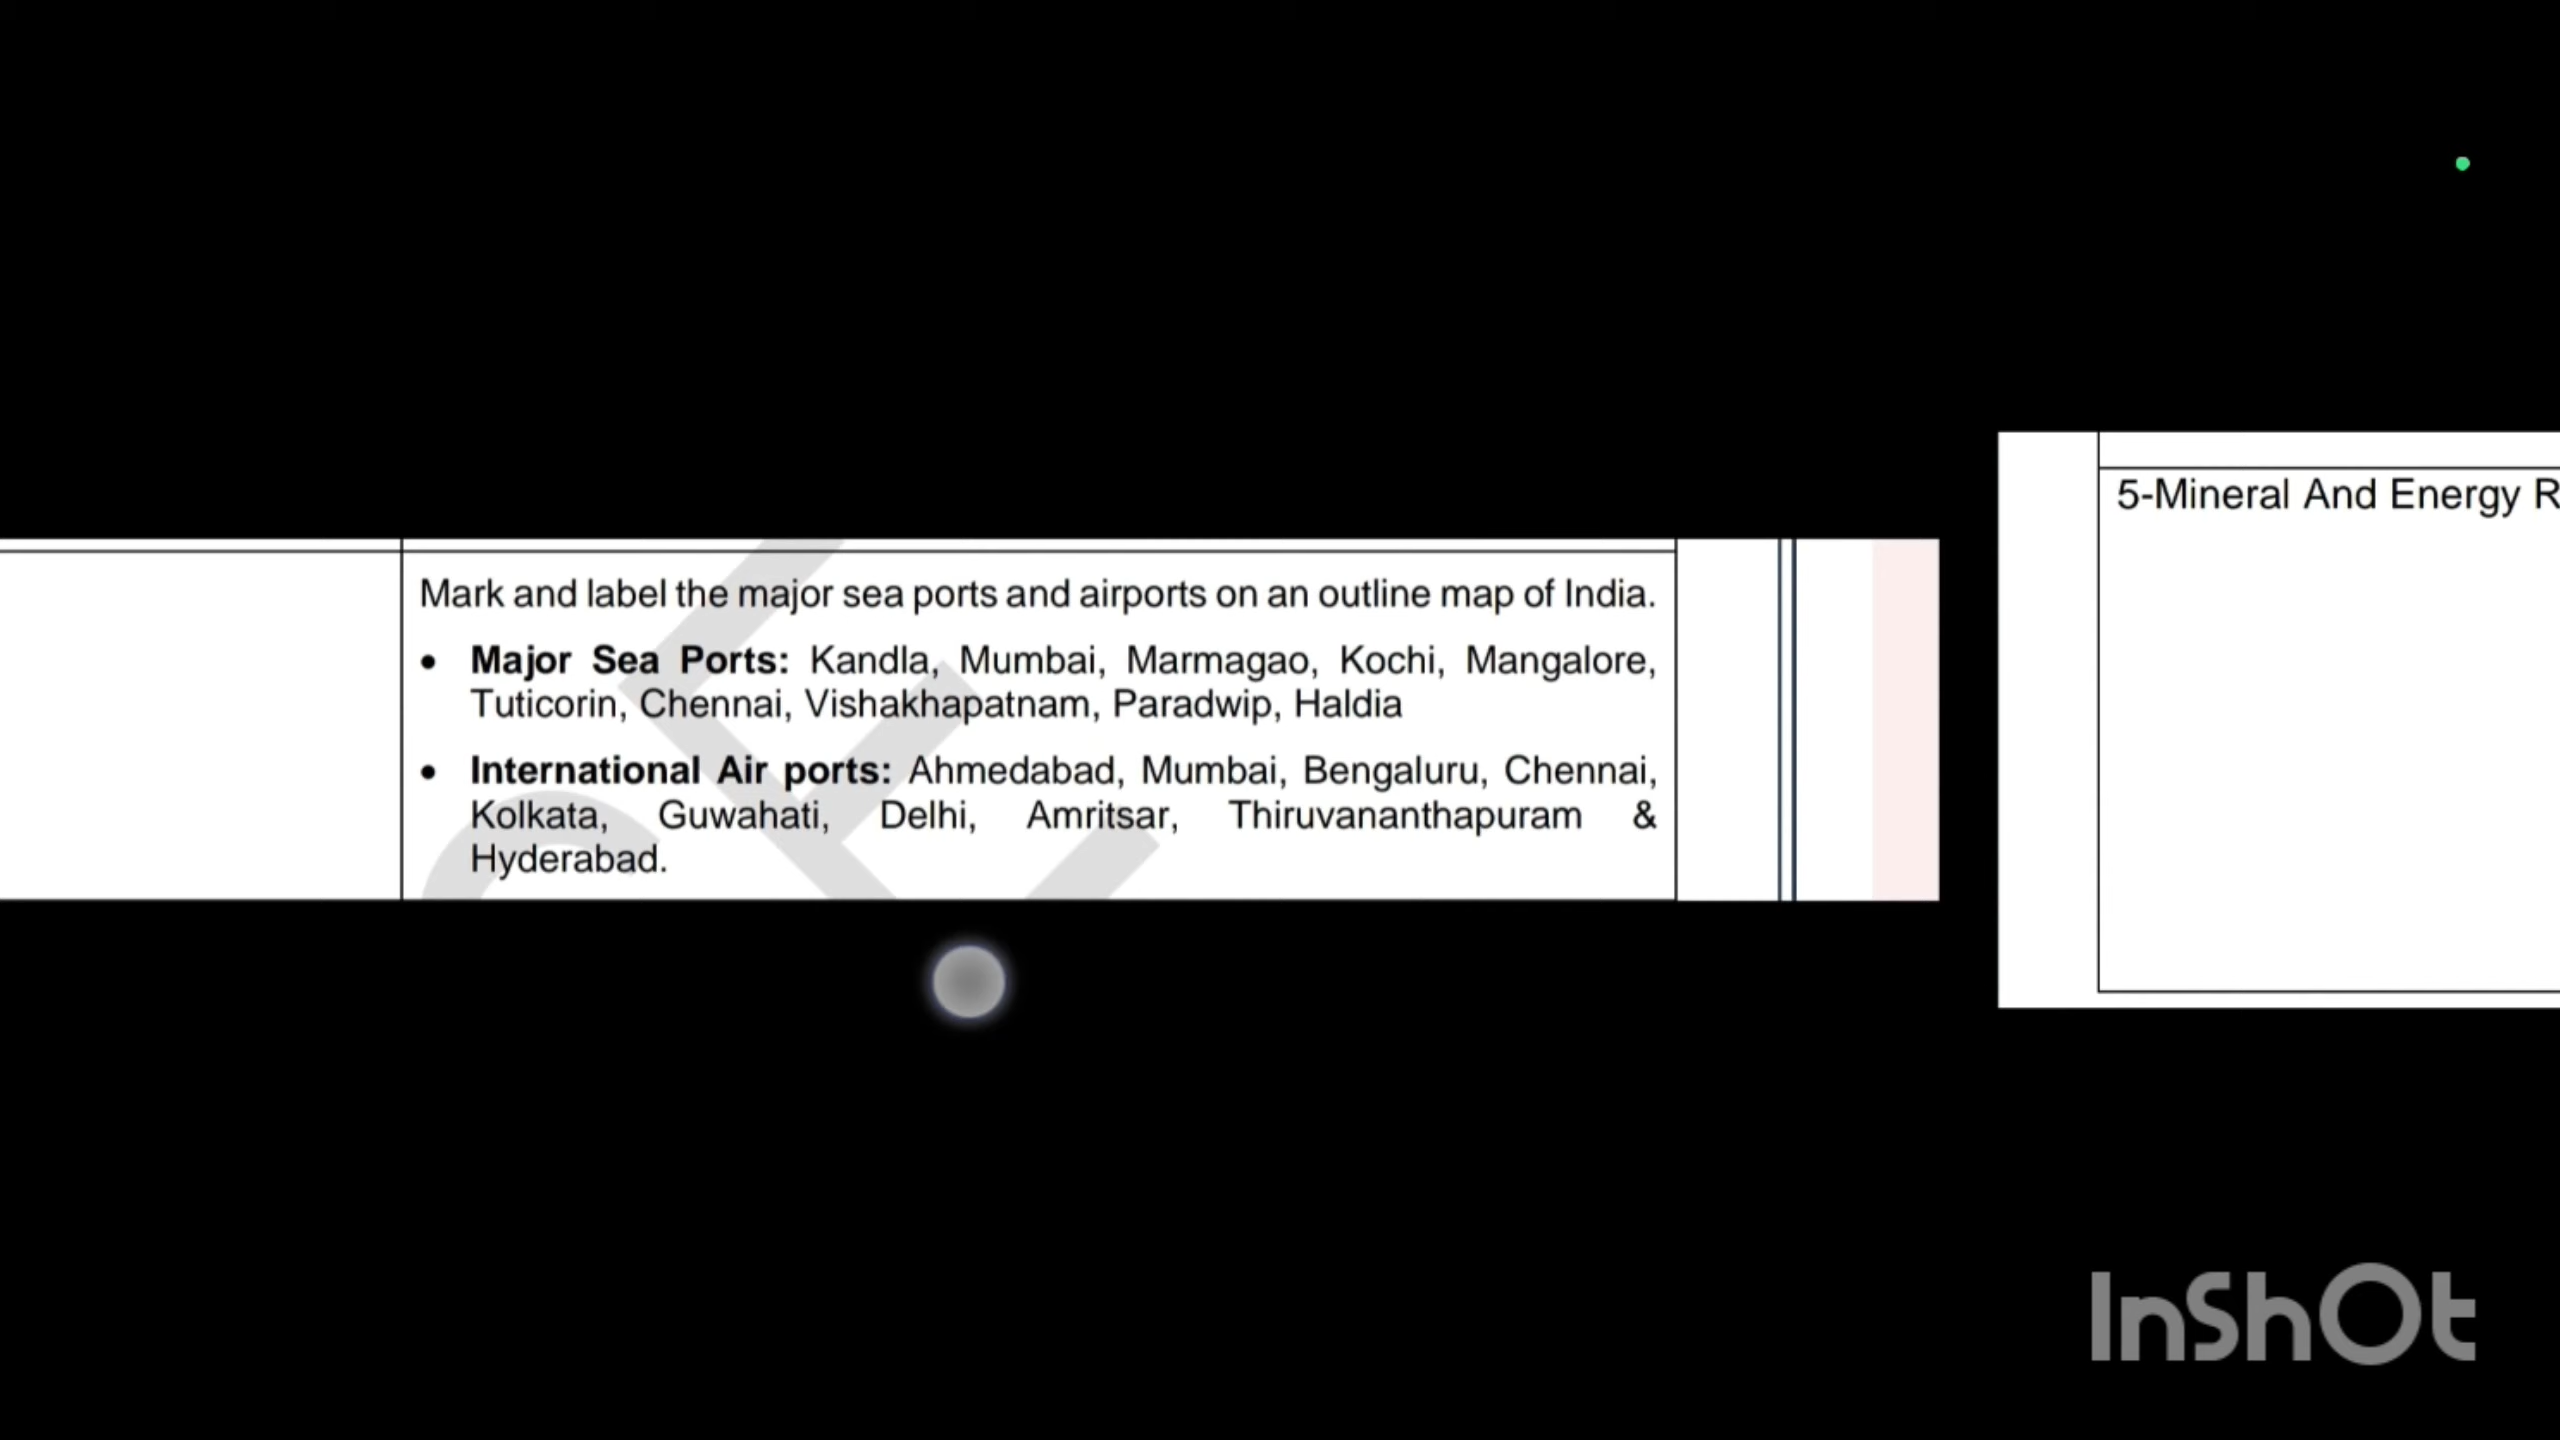 Mark and label the major sea ports and airports on an outline map of India.
• Major Sea Ports: Kandla, Mumbai, Marmagao, Kochi, Mangalore,
Tuticorin, Chennai, Vishakhapatnam, Paradwip, Haldia
• International Air ports: Ahmedabad, Mumbai, Bengaluru, Chennai,
Kolkata, Guwahati, Delhi, Amritsar, Thiruvananthapuram &
Hyderabad.
5-Mineral And Energy R
InShOt